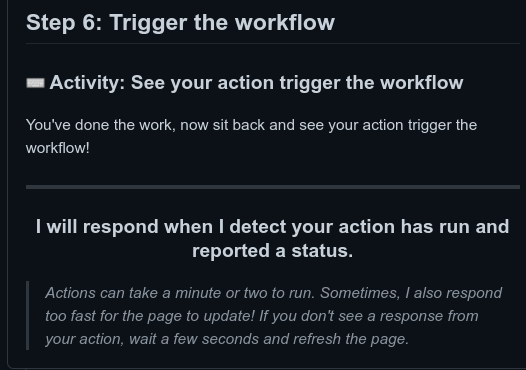 Step 6: Trigger the workflow
⌨️ Activity: See your action trigger the workflow
You've done the work, now sit back and see your action trigger the
workflow!
I will respond when I detect your action has run and
reported a status.
Actions can take a minute or two to run. Sometimes, I also respond
too fast for the page to update! If you don't see a response from
your action, wait a few seconds and refresh the page.